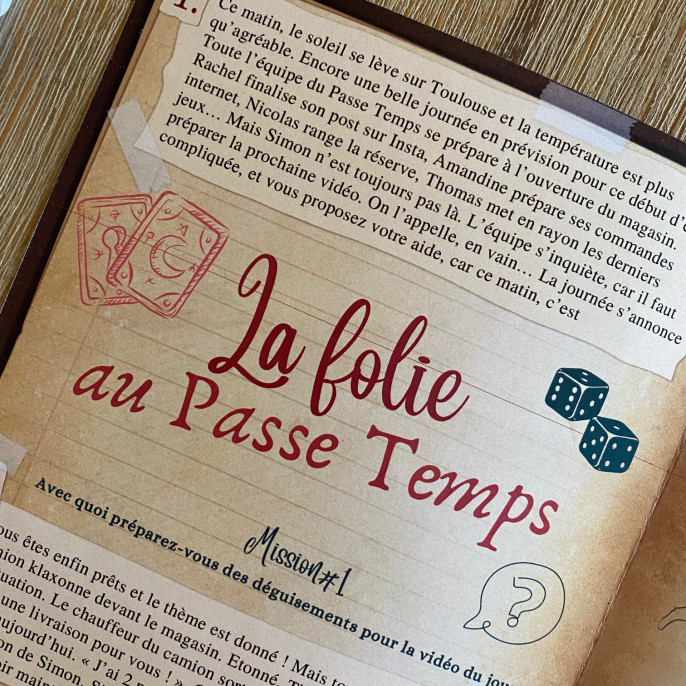 1.
Ce matin, le soleil se lève sur Toulouse et la température est plus
qu'agréable. Encore une belle journée en prévision pour ce début d'
Toute l'équipe du Passe Temps se prépare à l'ouverture du magasin.
Rachel finalise son post sur Insta, Amandine prépare ses commandes
internet, Nicolas range la réserve, Thomas met en rayon les derniers
jeux… Mais Simon n'est toujours pas là. L'équipe s'inquiète, car il faut
préparer la prochaine vidéo. On l'appelle, en vain… La journée s'annonce
compliquée, et vous proposez votre aide, car ce matin, c'est
La folie
au Passe Temps
Mission#1
Avec quoi préparez-vous des déguisements pour la vidéo du jou
?
ous êtes enfin prêts et le thème est donné ! Mais
mion klaxonne devant le magasin. Etonné,
tuation. Le chauffeur du camion
une livraison pour vous !
aujourd'hui. « J'ai 2
on de Simon.